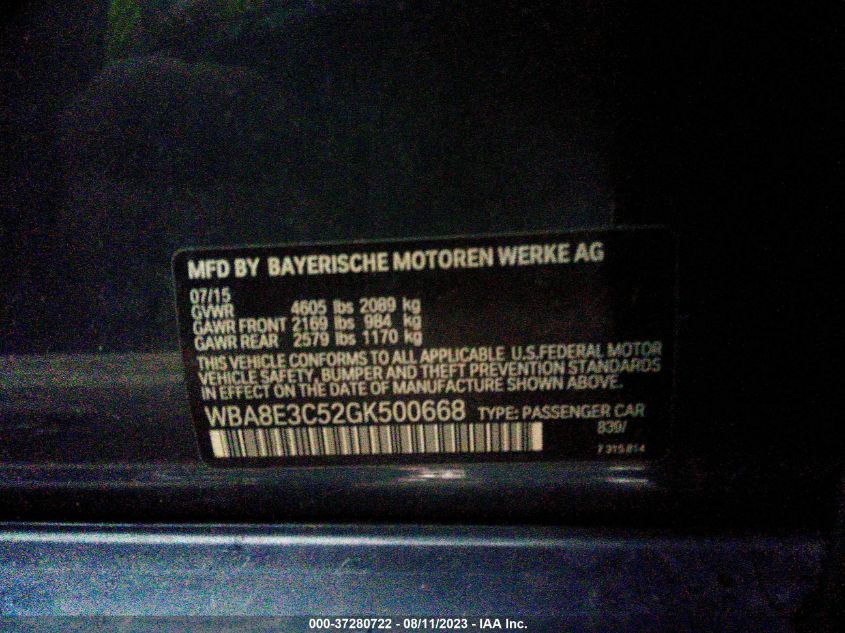 MFD BY BAYERISCHE MOTOREN WERKE AG
07/15
GVWR 4605 lbs 2089 kg
GAWR FRONT 2169 lbs 984 kg
GAWR REAR 2579 lbs 1170 kg
THIS VEHICLE CONFORMS TO ALL APPLICABLE U.S.FEDERAL MOTOR
VEHICLE SAFETY, BUMPER AND THEFT PREVENTION STANDARDS
IN EFFECT ON THE DATE OF MANUFACTURE SHOWN ABOVE.
WBA8E3C52GK500668 TYPE: PASSENGER CAR
839/
7 315 814
000-37280722 - 08/11/2023 - IAA Inc.